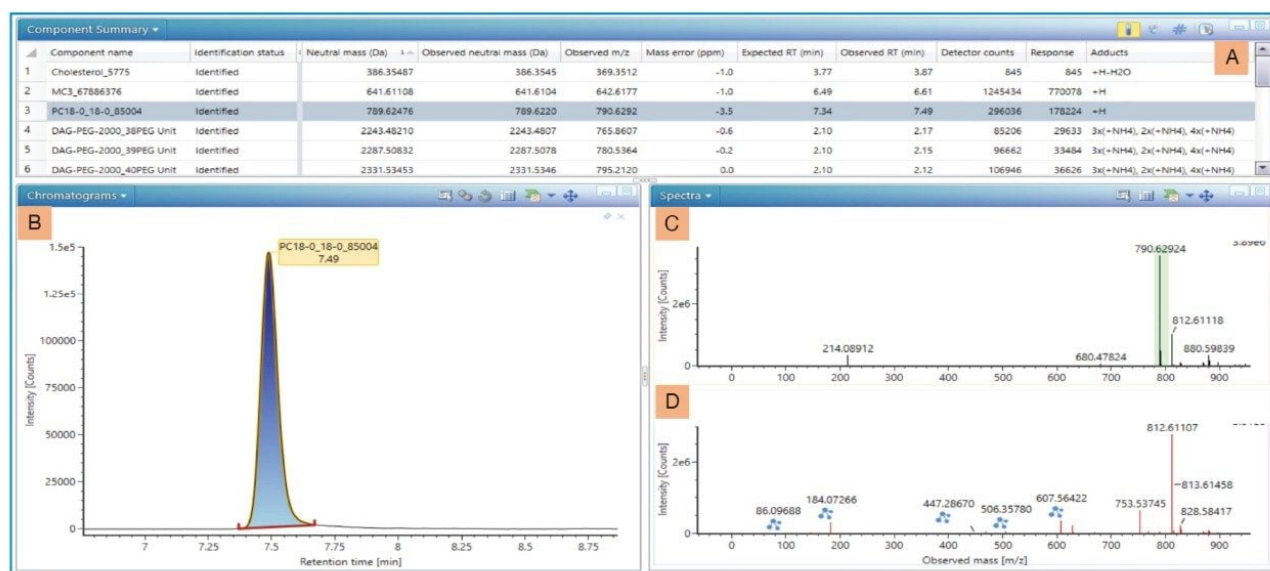 Component Summary
A
Component name Identification status Neutral mass (Da) Observed neutral mass (Da) Observed m/z Mass error (ppm) Expected RT (min) Observed RT (min) Detector counts Response Adducts
1 Cholesterol_5775 Identified 386.35487 386.3545 369.3512 -1.0 3.77 3.87 845 845 +H-H2O
2 MC3_67886376 Identified 641.61108 641.6104 642.6177 -1.0 6.49 6.61 1245434 770078 +H
3 PC18-0_18-0_85004 Identified 789.62476 789.6220 790.6292 -3.5 7.34 7.49 296036 178224 +H
4 DAG-PEG-2000_38PEG Unit Identified 2243.48210 2243.4807 765.8607 -0.6 2.10 2.17 85206 29633 3x(+NH4), 2x(+NH4), 4x(+NH4)
5 DAG-PEG-2000_39PEG Unit Identified 2287.50832 2287.5078 780.5364 -0.2 2.10 2.15 96662 33484 3x(+NH4), 2x(+NH4), 4x(+NH4)
6 DAG-PEG-2000_40PEG Unit Identified 2331.53453 2331.5346 795.2120 0.0 2.10 2.12 106946 36626 3x(+NH4), 2x(+NH4), 4x(+NH4)
Chromatograms
B
1.5e5
1.25e5
100000
75000
50000
25000
0
Intensity [Counts]
PC18-0_18-0_85004
7.49
7 7.25 7.5 7.75 8 8.25 8.5 8.75
Retention time [min]
Spectra
C
790.62924
812.61118
214.08912
680.47824
880.59839
2e6
0
Intensity [Counts]
0 100 200 300 400 500 600 700 800 900
D
812.61107
813.61458
828.58417
753.53745
607.56422
506.35780
447.28670
184.07266
86.09688
2e6
0
Intensity [Counts]
0 100 200 300 400 500 600 700 800 900
Observed mass [m/z]